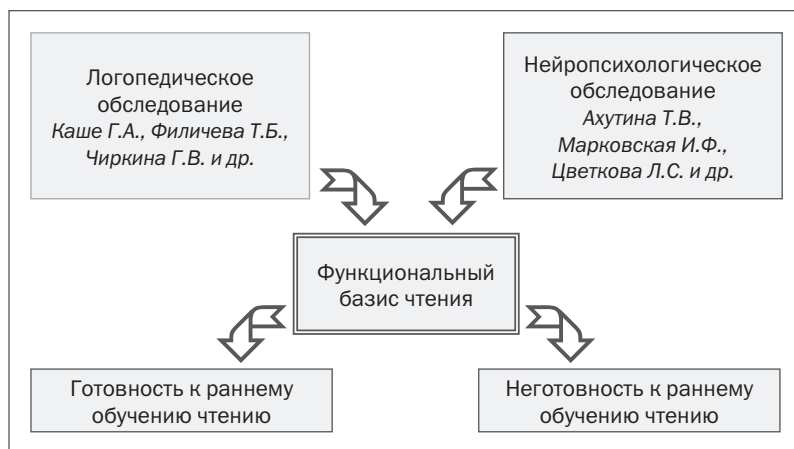 Логопедическое
обследование
Каше Г.А., Филичева Т.Б.,
Чиркина Г.В. и др.
Нейропсихологическое
обследование
Ахутина Т.В.,
Марковская И.Ф.,
Цветкова Л.С. и др.
Функциональный
базис чтения
Готовность к раннему
обучению чтению
Неготовность к раннему
обучению чтению